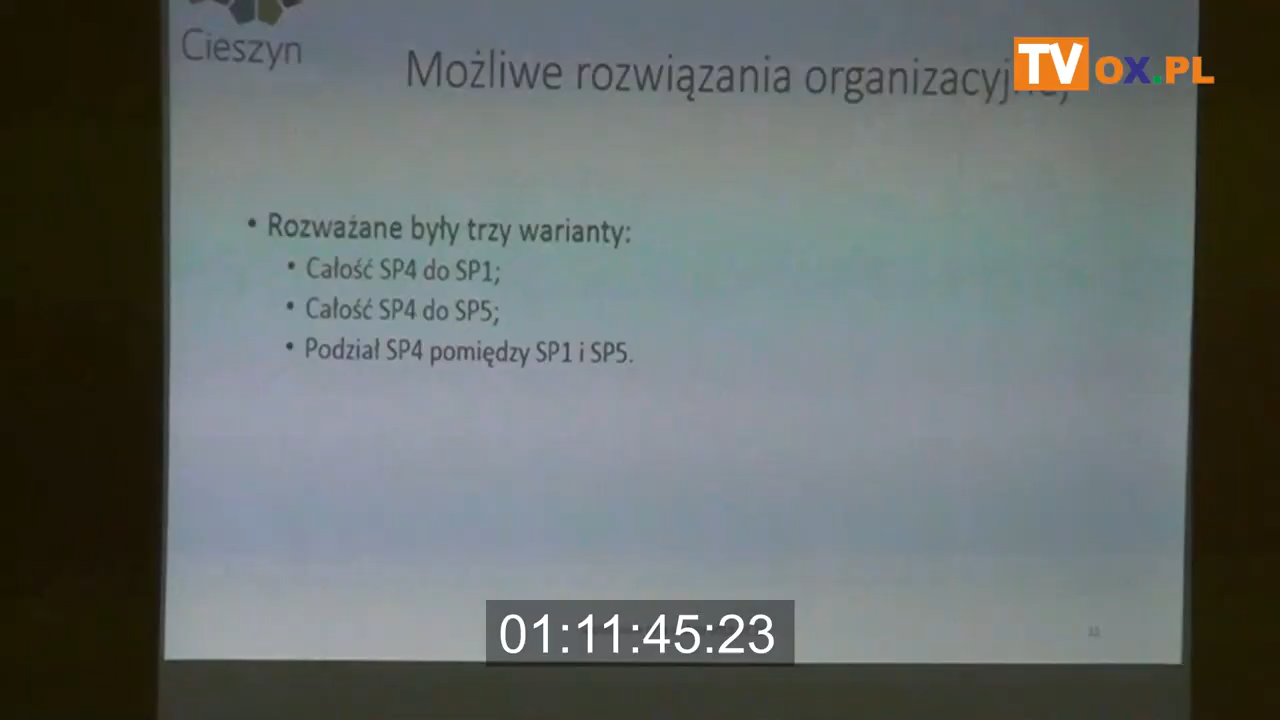 Cieszyn
Możliwe rozwiązania
TVOX.PL
• Rozważane były trzy warianty:
• Całość SP4 do SP1;
• Całość SP4 do SP5;
• Podział SP4 pomiędzy SP1 i SP5.
01:11:45:23